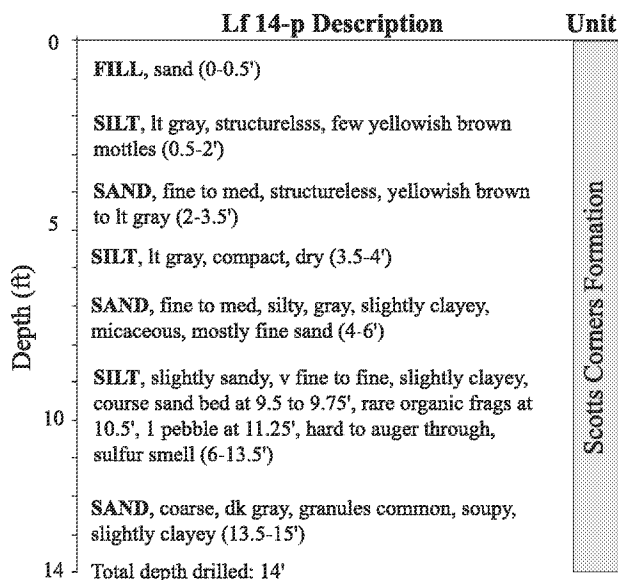 Lf 14-p Description
Unit
0
FILL, sand (0-0.5')
SILT, lt gray, structurelsss, few yellowish brown
mottles (0.5-2')
SAND, fine to med, structureless, yellowish brown
to lt gray (2-3.5')
5
SILT, lt gray, compact, dry (3.5-4')
SAND, fine to med, silty, gray, slightly clayey,
micaceous, mostly fine sand (4-6')
SILT, slightly sandy, v fine to fine, slightly clayey,
course sand bed at 9.5 to 9.75', rare organic frags at
10
10.5', 1 pebble at 11.25', hard to auger through,
sulfur smell (6-13.5')
SAND, coarse, dk gray, granules common, soupy,
slightly clayey (13.5-15')
14
Total depth drilled: 14'
Depth (ft)
Scotts Corners Formation